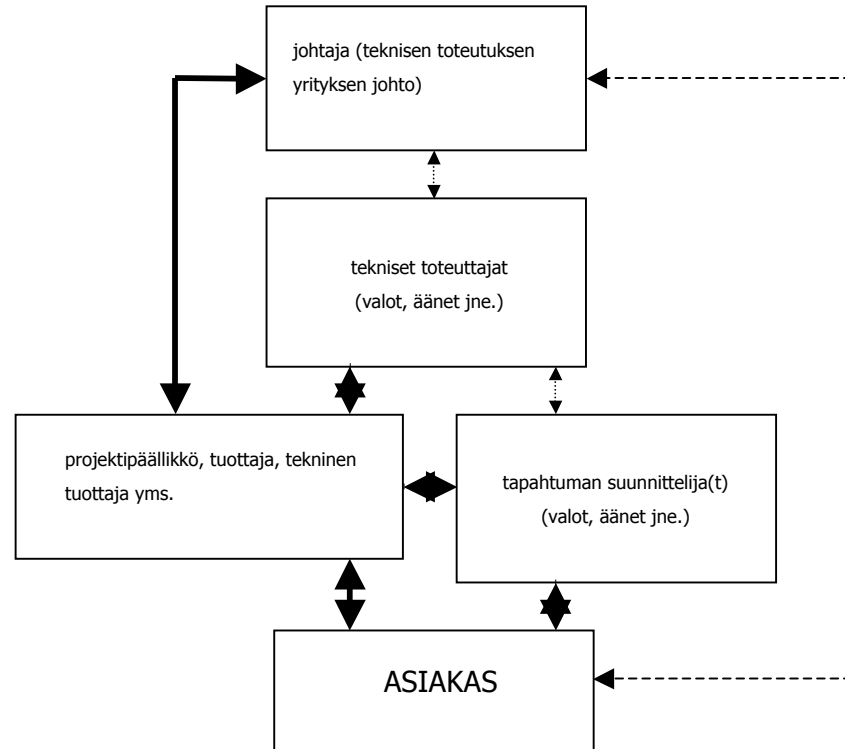 johtaja (teknisen toteutuksen
yrityksen johto)
tekniset toteuttajat
(valot, äänet jne.)
projektipäällikkö, tuottaja, tekninen
tuottaja yms.
tapahtuman suunnittelija(t)
(valot, äänet jne.)
ASIAKAS